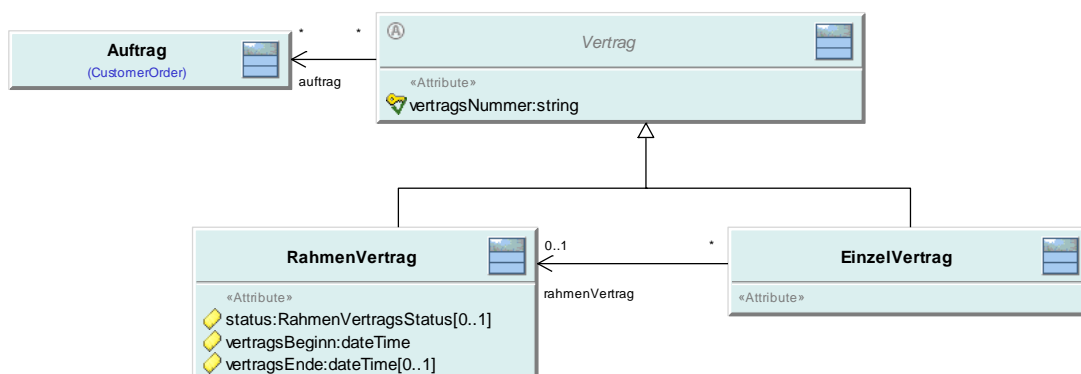 Auftrag
(CustomerOrder)
* *
auftrag
A
Vertrag
«Attribute»
vertragsNummer:string
RahmenVertrag
«Attribute»
status:RahmenVertragsStatus[0..1]
vertragsBeginn:dateTime
vertragsEnde:dateTime[0..1]
0..1 *
rahmenVertrag
EinzelVertrag
«Attribute»